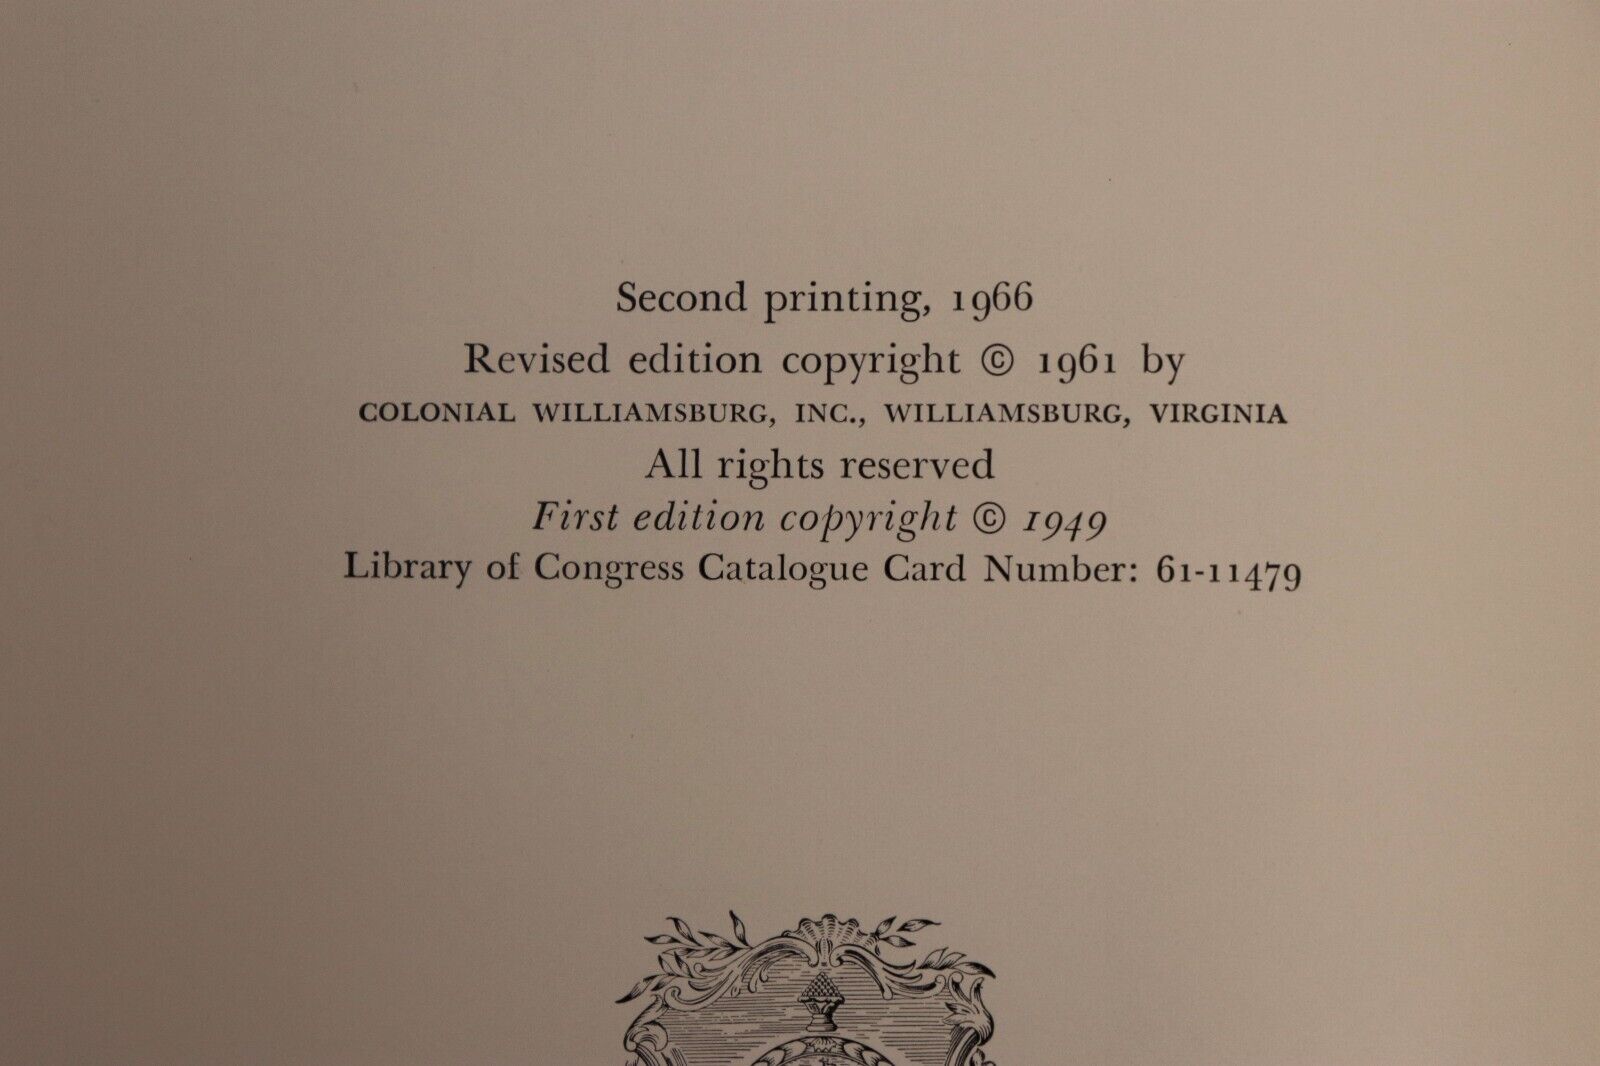 Second printing, 1966
Revised edition copyright © 1961 by
COLONIAL WILLIAMSBURG, INC., WILLIAMSBURG, VIRGINIA
All rights reserved
First edition copyright © 1949
Library of Congress Catalogue Card Number: 61-11479